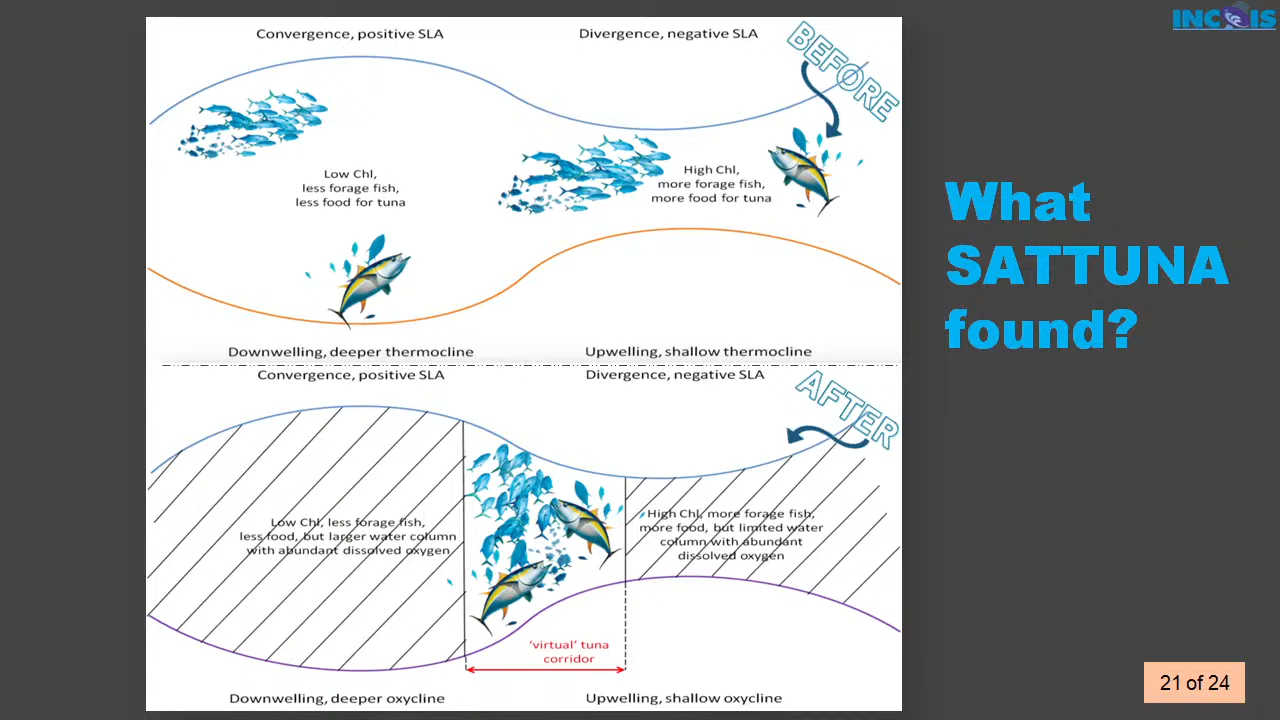 INCOIS
Convergence, positive SLA
Divergence, negative SLA
BEFORE
Low Chl,
less forage fish,
less food for tuna
High Chl,
more forage fish,
more food for tuna
Downwelling, deeper thermocline
Upwelling, shallow thermocline
Convergence, positive SLA
Divergence, negative SLA
AFTER
Low Chl, less forage fish,
less food, but larger water column
with abundant dissolved oxygen
High Chl, more forage fish,
more food, but limited water
column with abundant
dissolved oxygen
'virtual' tuna
corridor
Downwelling, deeper oxycline
Upwelling, shallow oxycline
What
SATTUNA
found?
21 of 24